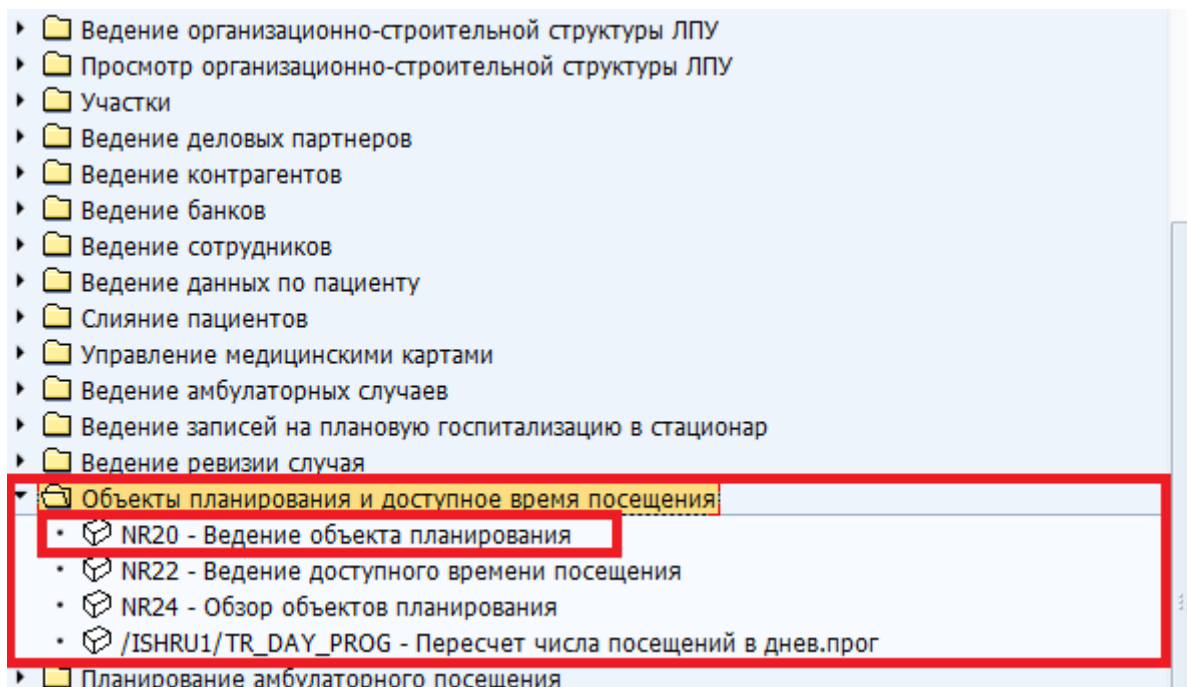 Ведение организационно-строительной структуры ЛПУ
Просмотр организационно-строительной структуры ЛПУ
Участки
Ведение деловых партнеров
Ведение контрагентов
Ведение банков
Ведение сотрудников
Ведение данных по пациенту
Слияние пациентов
Управление медицинскими картами
Ведение амбулаторных случаев
Ведение записей на плановую госпитализацию в стационар
Ведение ревизии случая
Объекты планирования и доступное время посещения
NR20 - Ведение объекта планирования
NR22 - Ведение доступного времени посещения
NR24 - Обзор объектов планирования
/ISHRU1/TR_DAY_PROG - Пересчет числа посещений в днев.прог
Планирование амбулаторного посещения